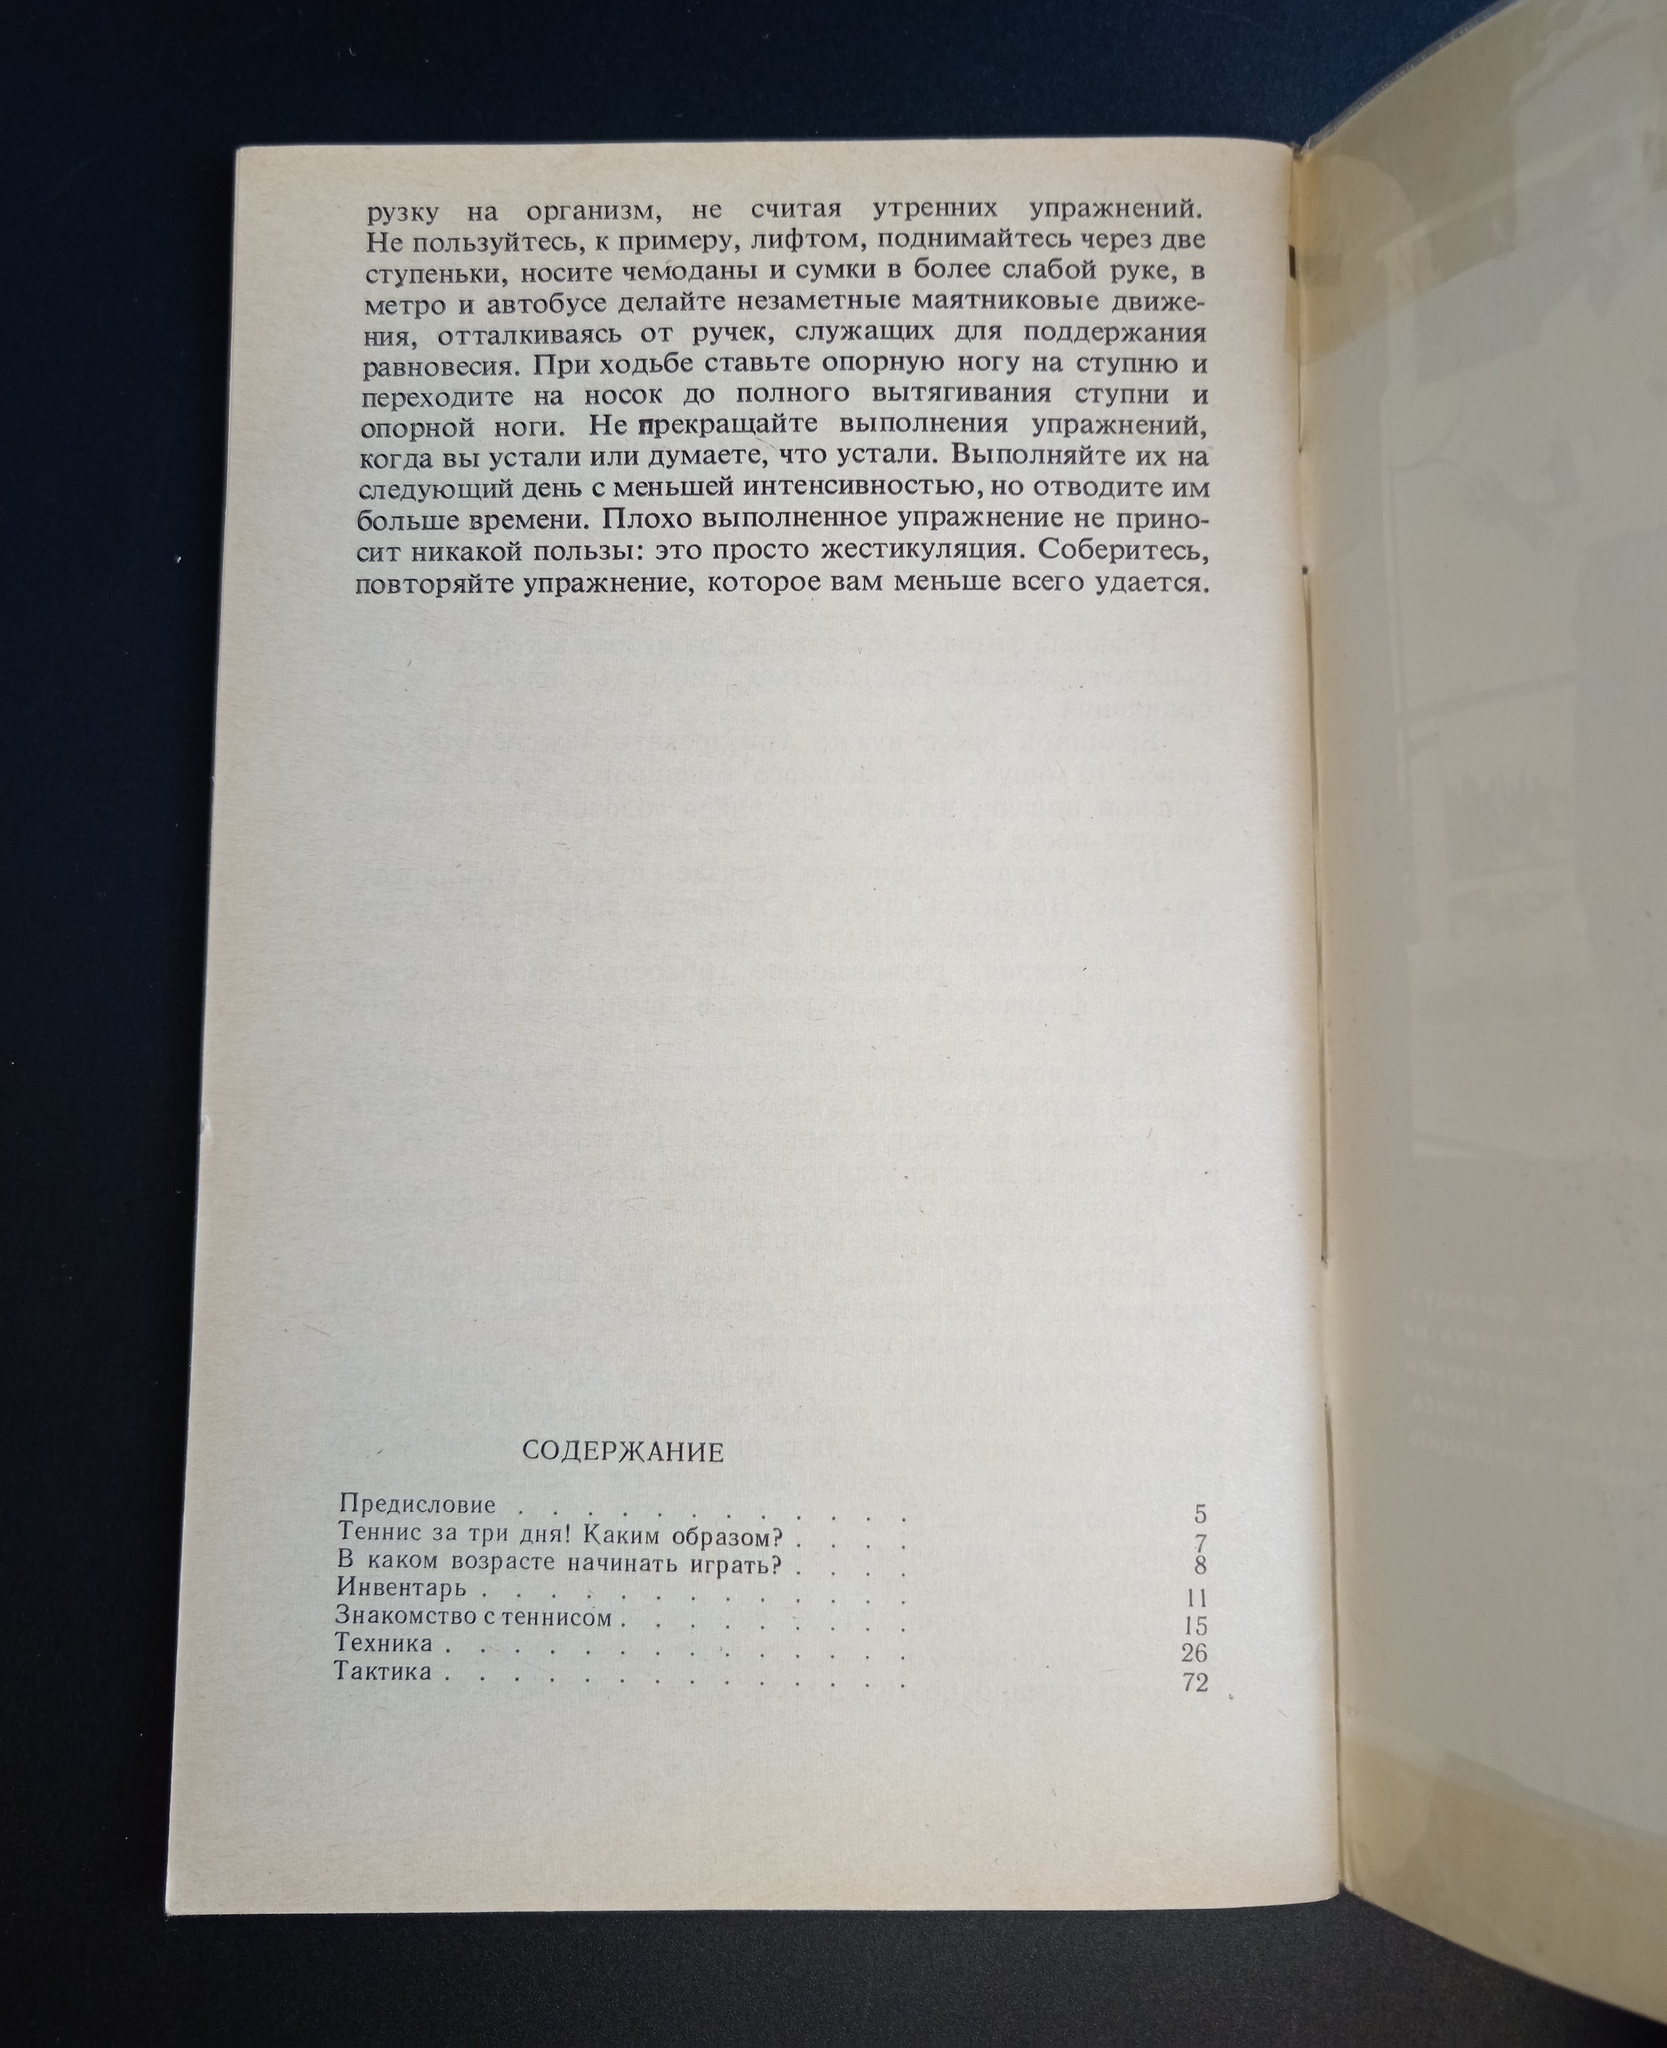 рузку на организм, не считая утренних упражнений.
Не пользуйтесь, к примеру, лифтом, поднимайтесь через две
ступеньки, носите чемоданы и сумки в более слабой руке, в
метро и автобусе делайте незаметные маятниковые движе-
ния, отталкиваясь от ручек, служащих для поддержания
равновесия. При ходьбе ставьте опорную ногу на ступню и
переходите на носок до полного вытягивания ступни и
опорной ноги. Не прекращайте выполнения упражнений,
когда вы устали или думаете, что устали. Выполняйте их на
следующий день с меньшей интенсивностью, но отводите им
больше времени. Плохо выполненное упражнение не прино-
сит никакой пользы: это просто жестикуляция. Соберитесь,
повторяйте упражнение, которое вам меньше всего удается.
СОДЕРЖАНИЕ
Предисловие . . . . . . . . . . . . 5
Теннис за три дня! Каким образом? . . . . 7
В каком возрасте начинать играть? . . . . 8
Инвентарь . . . . . . . . . . . . . 11
Знакомство с теннисом . . . . . . . . . 15
Техника . . . . . . . . . . . . . . 26
Тактика . . . . . . . . . . . . . . 72